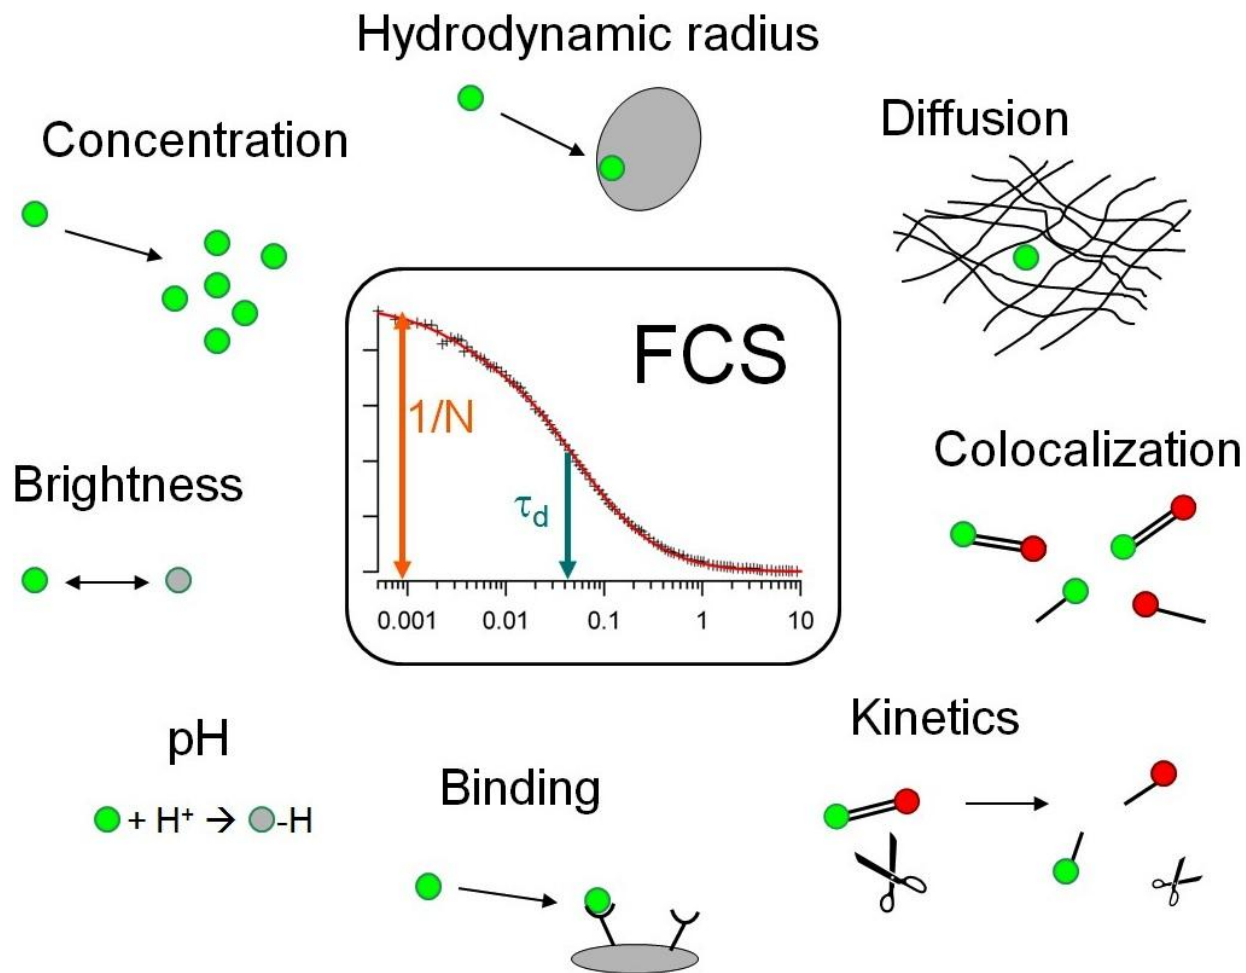 Hydrodynamic radius
Concentration
Diffusion
FCS
1/N
τd
0.001 0.01 0.1 1 10
Brightness
Colocalization
pH
+ H⁺ → -H
Binding
Kinetics